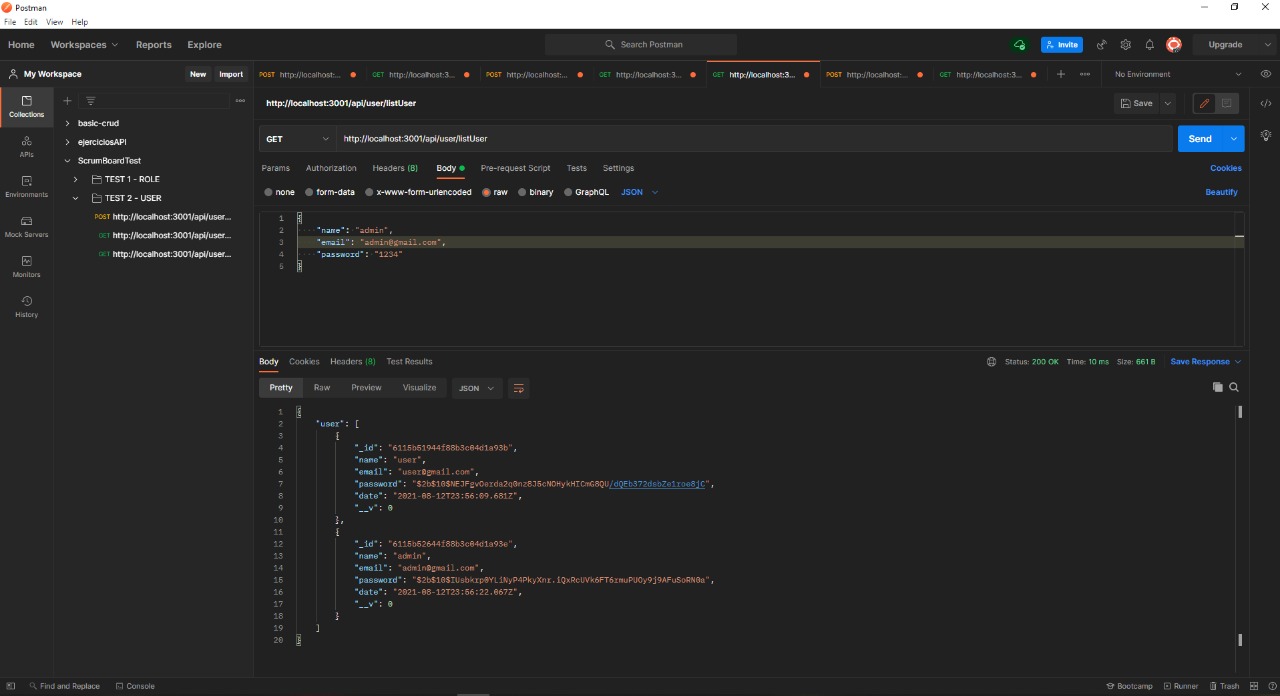 Postman
File Edit View Help
Home Workspaces Reports Explore Search Postman Invite Upgrade
My Workspace New Import
POST http://localhost:... GET http://localhost:3... POST http://localhost:... GET http://localhost:3... GET http://localhost:3... POST http://localhost:... GET http://localhost:3... No Environment
Collections
APIs
Environments
Mock Servers
Monitors
History
basic-crud
ejerciciosAPI
ScrumBoardTest
TEST 1 - ROLE
TEST 2 - USER
POST http://localhost:3001/api/user...
GET http://localhost:3001/api/user...
GET http://localhost:3001/api/user...
http://localhost:3001/api/user/listUser Save
GET http://localhost:3001/api/user/listUser Send
Params Authorization Headers (8) Body Pre-request Script Tests Settings Cookies
none form-data x-www-form-urlencoded raw binary GraphQL JSON Beautify
1 {
2 "name": "admin",
3 "email": "admin@gmail.com",
4 "password": "1234"
5 }
Body Cookies Headers (8) Test Results Status: 200 OK Time: 10 ms Size: 661 B Save Response
Pretty Raw Preview Visualize JSON
1 {
2 "user": [
3 {
4 "_id": "6115b51944f88b3c04d1a93b",
5 "name": "user",
6 "email": "user@gmail.com",
7 "password":
8 "date": "2021-08-12T23:56:09.681Z",
9 "__v": 0
10 },
11 {
12 "_id": "6115b52644f88b3c04d1a93e",
13 "name": "admin",
14 "email": "admin@gmail.com",
15 "password":
16 "date": "2021-08-12T23:56:22.067Z",
17 "__v": 0
18 }
19 ]
20 }
Find and Replace Console Bootcamp Runner Trash